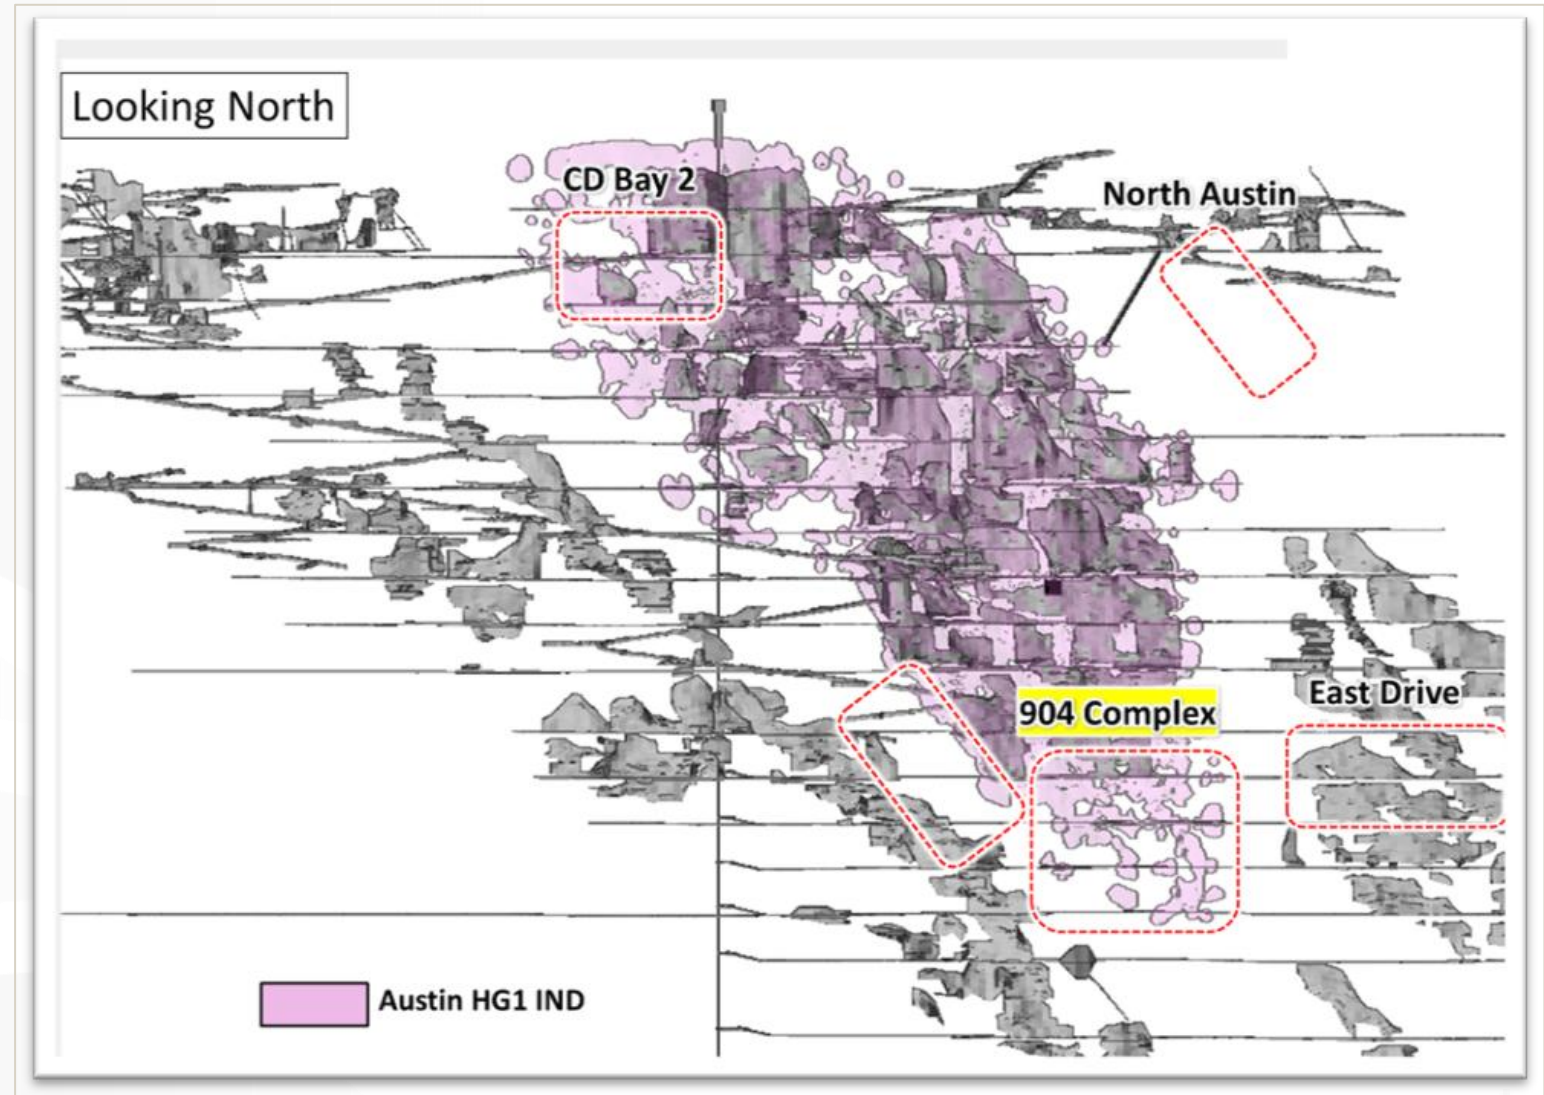 Looking North
CD Bay 2
North Austin
904 Complex
East Drive
Austin HG1 IND